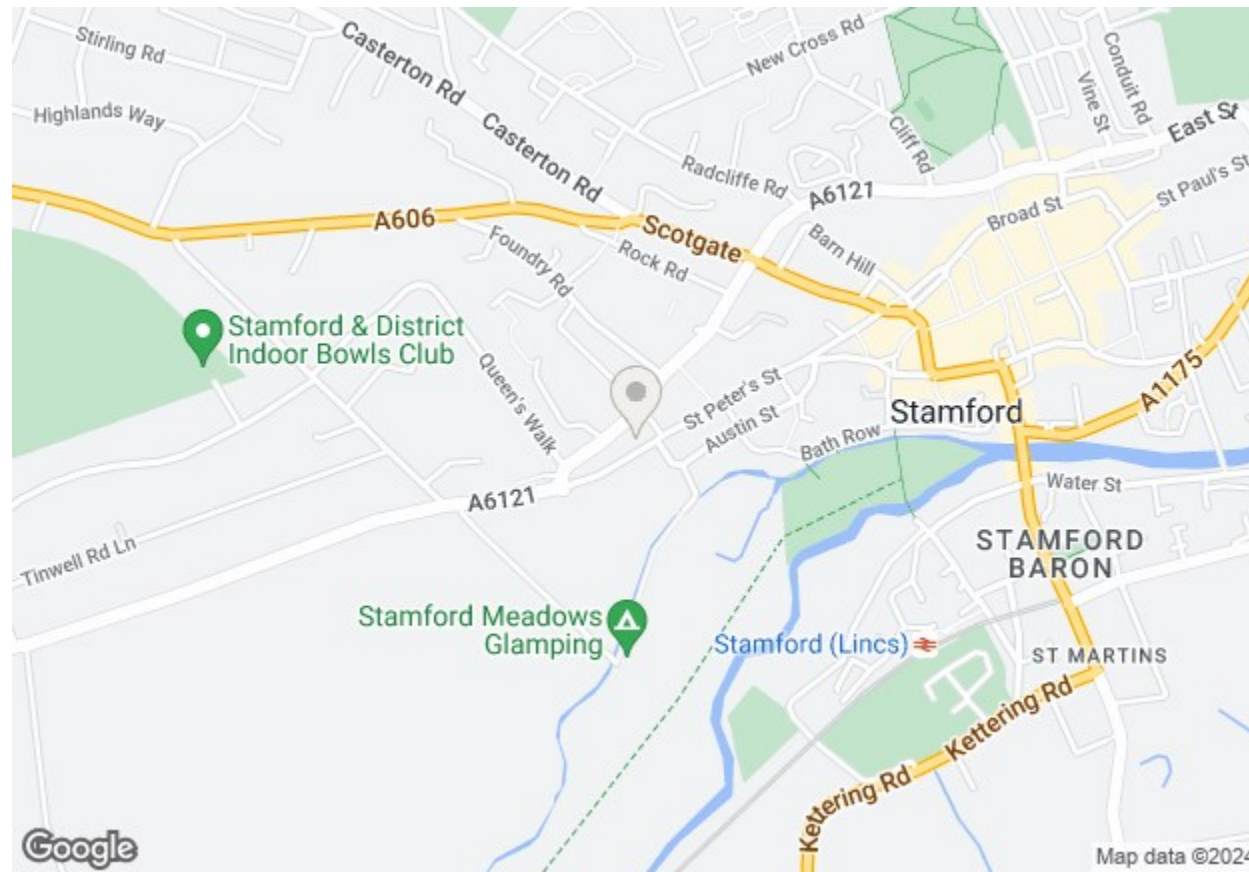 Stirling Rd
Casterton Rd
New Cross Rd
Conduit Rd
Vine St
Highlands Way
Casterton Rd
Cliff Rd
East St
Radcliffe Rd
A6121
St Paul's St
Broad St
A606
Scotgate
Barn Hill
Foundry Rd
Rock Rd
Stamford & District
Indoor Bowls Club
Queen's Walk
St Peter's St
A1175
Austin St
Stamford
Bath Row
A6121
Water St
Tinwell Rd Ln
STAMFORD
BARON
Stamford Meadows
Glamping
Stamford (Lincs)
ST MARTINS
Kettering Rd
Kettering Rd
Google
Map data ©2024